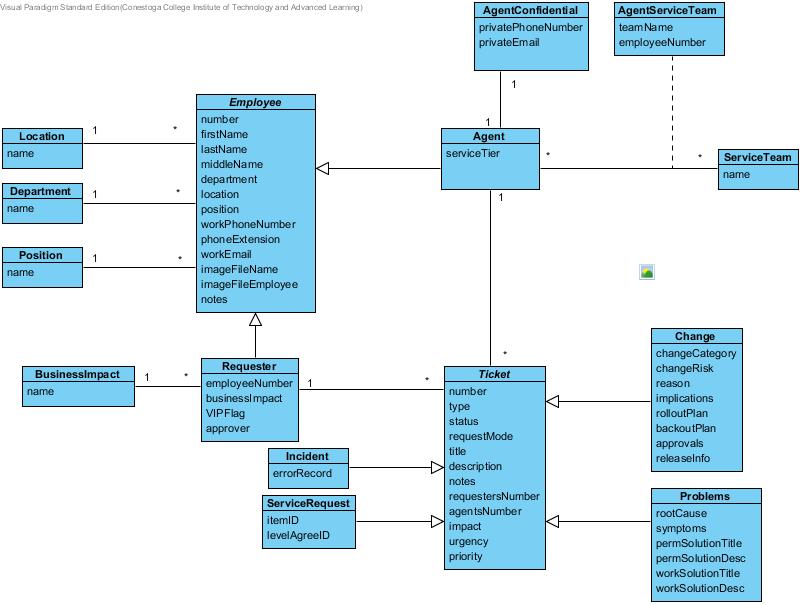 Visual Paradigm Standard Edition(Conestoga College Institute of Technology and Advanced Learning)
AgentConfidential
privatePhoneNumber
privateEmail
AgentServiceTeam
teamName
employeeNumber
1
1
Employee
number
firstName
lastName
middleName
department
location
position
workPhoneNumber
phoneExtension
workEmail
imageFileName
imageFileEmployee
notes
Location
name
1
*
Department
name
1
*
Position
name
1
*
Agent
serviceTier
*
*
ServiceTeam
name
1
*
BusinessImpact
name
1
*
Requester
employeeNumber
businessImpact
VIPFlag
approver
1
*
Ticket
number
type
status
requestMode
title
description
notes
requestersNumber
agentsNumber
impact
urgency
priority
Change
changeCategory
changeRisk
reason
implications
rolloutPlan
backoutPlan
approvals
releaseInfo
Incident
errorRecord
ServiceRequest
itemID
levelAgreeID
Problems
rootCause
symptoms
permSolutionTitle
permSolutionDesc
workSolutionTitle
workSolutionDesc